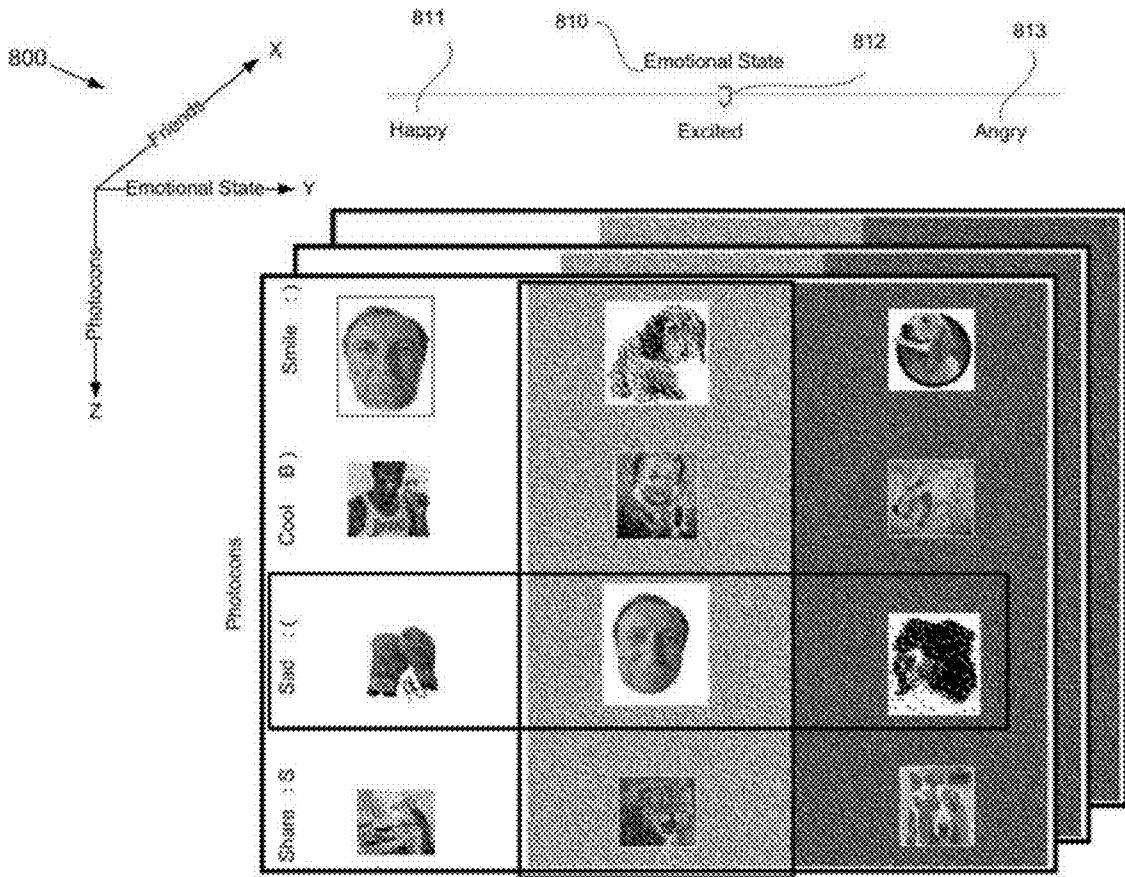 800
X
Friends
Emotional State
Y
Photocons
Z
811
810
812
813
Emotional State
Happy
Excited
Angry
Photocons
Smile :)
Cool B)
Sad :(
Share :S